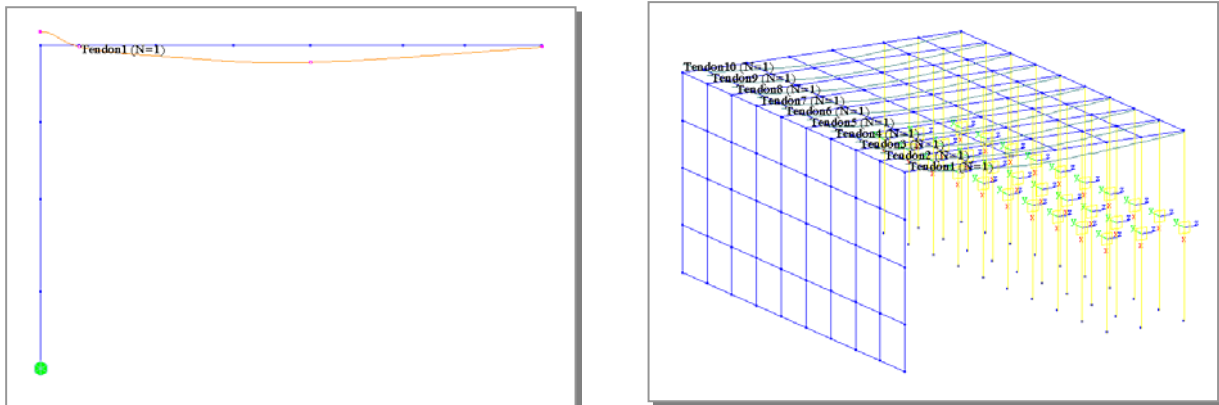 Tendon1 (N=1)
Tendon10 (N=1)
Tendon9 (N=1)
Tendon8 (N=1)
Tendon7 (N=1)
Tendon6 (N=1)
Tendon5 (N=1)
Tendon4 (N=1)
Tendon3 (N=1)
Tendon2 (N=1)
Tendon1 (N=1)